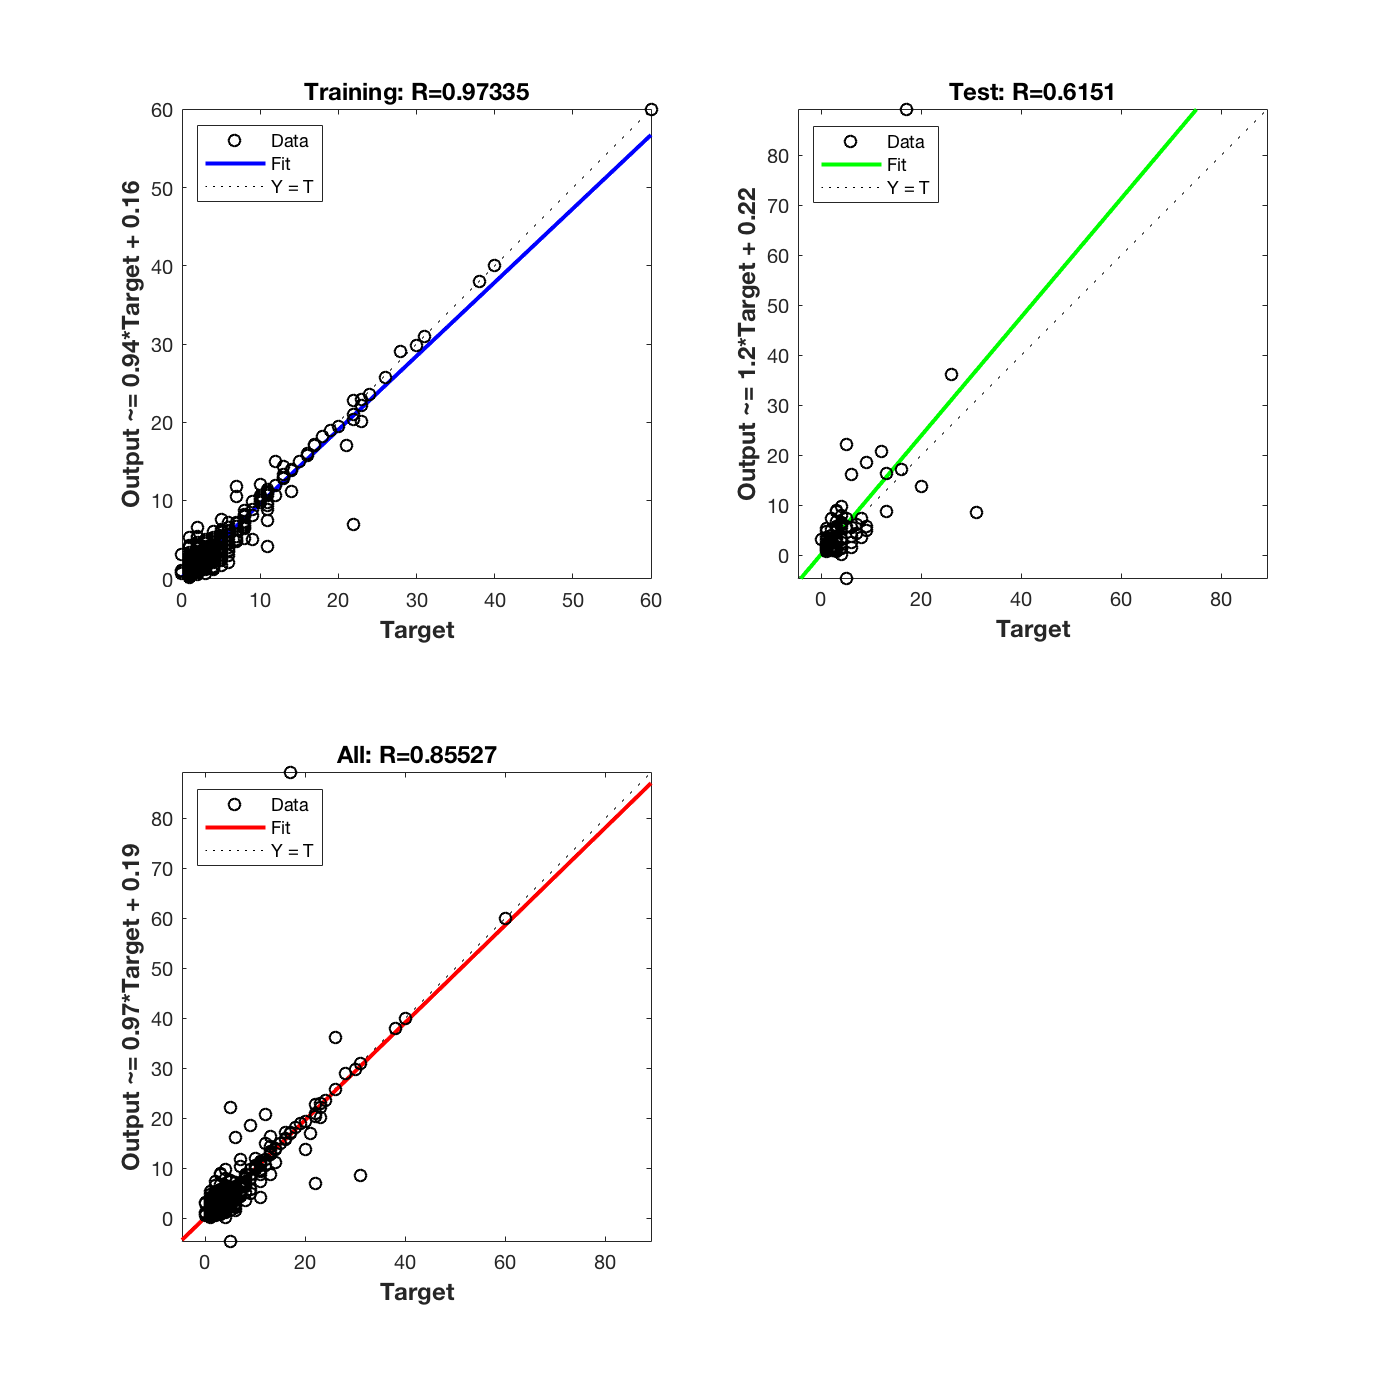 Training: R=0.97335
Data
Fit
Y = T
Output ~= 0.94*Target + 0.16
60
50
40
30
20
10
0
0 10 20 30 40 50 60
Target
Test: R=0.6151
Data
Fit
Y = T
Output ~= 1.2*Target + 0.22
80
70
60
50
40
30
20
10
0
0 20 40 60 80
Target
All: R=0.85527
Data
Fit
Y = T
Output ~= 0.97*Target + 0.19
80
70
60
50
40
30
20
10
0
0 20 40 60 80
Target